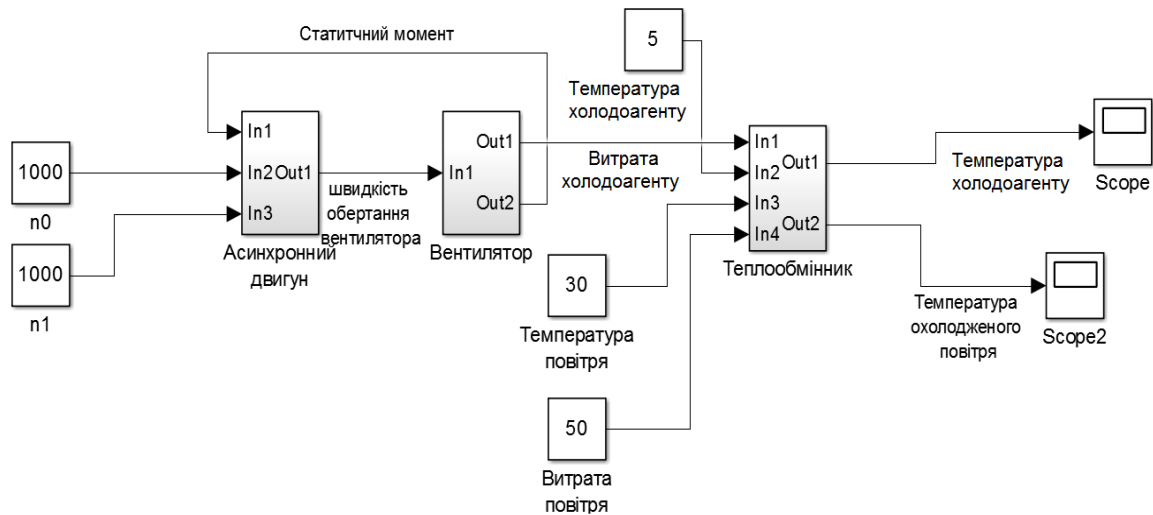 Статитчний момент
5
Температура
холодоагенту
1000
n0
1000
n1
In1
In2
Out1
In3
Асинхронний
двигун
швидкість
обертання
вентилятора
In1
Out1
Out2
Вентилятор
Витрата
холодоагенту
30
Температура
повітря
50
Витрата
повітря
In1
In2
In3
In4
Out1
Out2
Теплообмінник
Температура
холодоагенту
Scope
Температура
охолодженого
повітря
Scope2